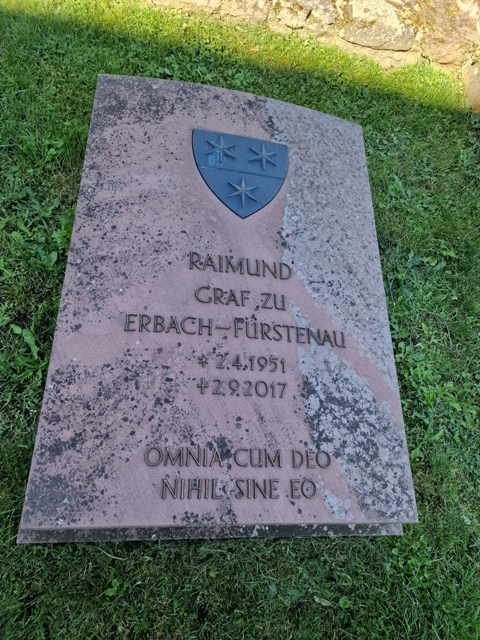 RAIMUND
GRAF ZU
ERBACH-FÜRSTENAU
* 2.4.1951
+ 2.9.2017
OMNIA CUM DEO
NIHIL SINE EO